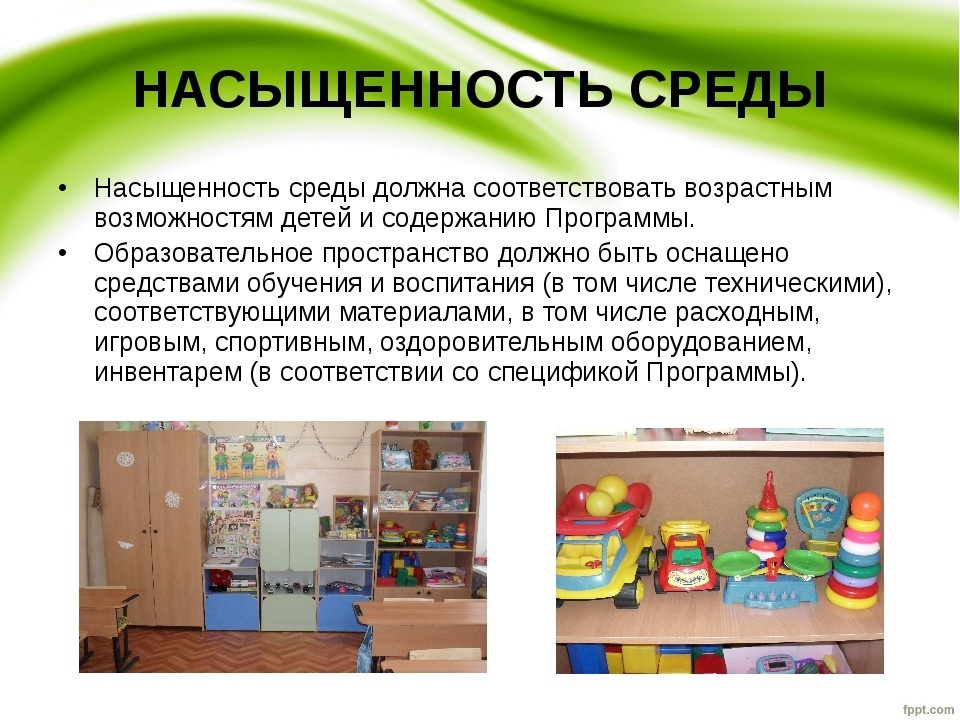 НАСЫЩЕННОСТЬ СРЕДЫ
• Насыщенность среды должна соответствовать возрастным
возможностям детей и содержанию Программы.
• Образовательное пространство должно быть оснащено
средствами обучения и воспитания (в том числе техническими),
соответствующими материалами, в том числе расходным,
игровым, спортивным, оздоровительным оборудованием,
инвентарем (в соответствии со спецификой Программы).
fppt.com